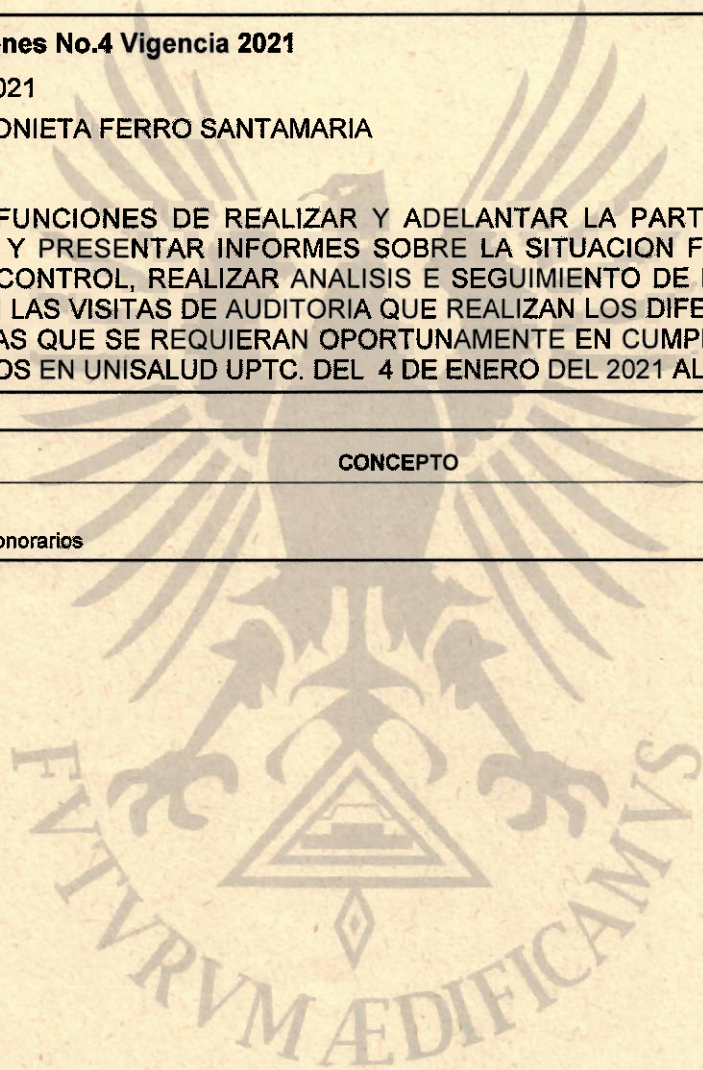 enes No.4 Vigencia 2021
021
ONIETA FERRO SANTAMARIA
FUNCIONES DE REALIZAR Y ADELANTAR LA PART
Y PRESENTAR INFORMES SOBRE LA SITUACION F
CONTROL, REALIZAR ANALISIS E SEGUIMIENTO DE
LAS VISITAS DE AUDITORIA QUE REALIZAN LOS DIFE
AS QUE SE REQUIERAN OPORTUNAMENTE EN CUMP
OS EN UNISALUD UPTC. DEL 4 DE ENERO DEL 2021 AL
CONCEPTO
onorarios
FVTVRVM ÆDIFICAMVS